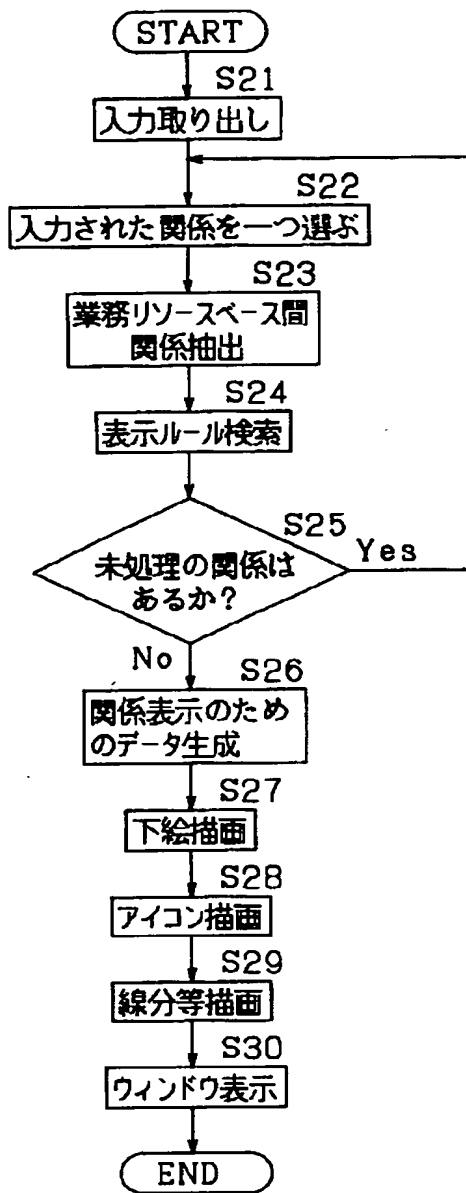 START
S21
入力取り出し
S22
入力された関係を一つ選ぶ
S23
業務リソースベース間
関係抽出
S24
表示ルール検索
S25
未処理の関係は
あるか?
Yes
No
S26
関係表示のため
のデータ生成
S27
下絵描画
S28
アイコン描画
S29
線分等描画
S30
ウィンドウ表示
END